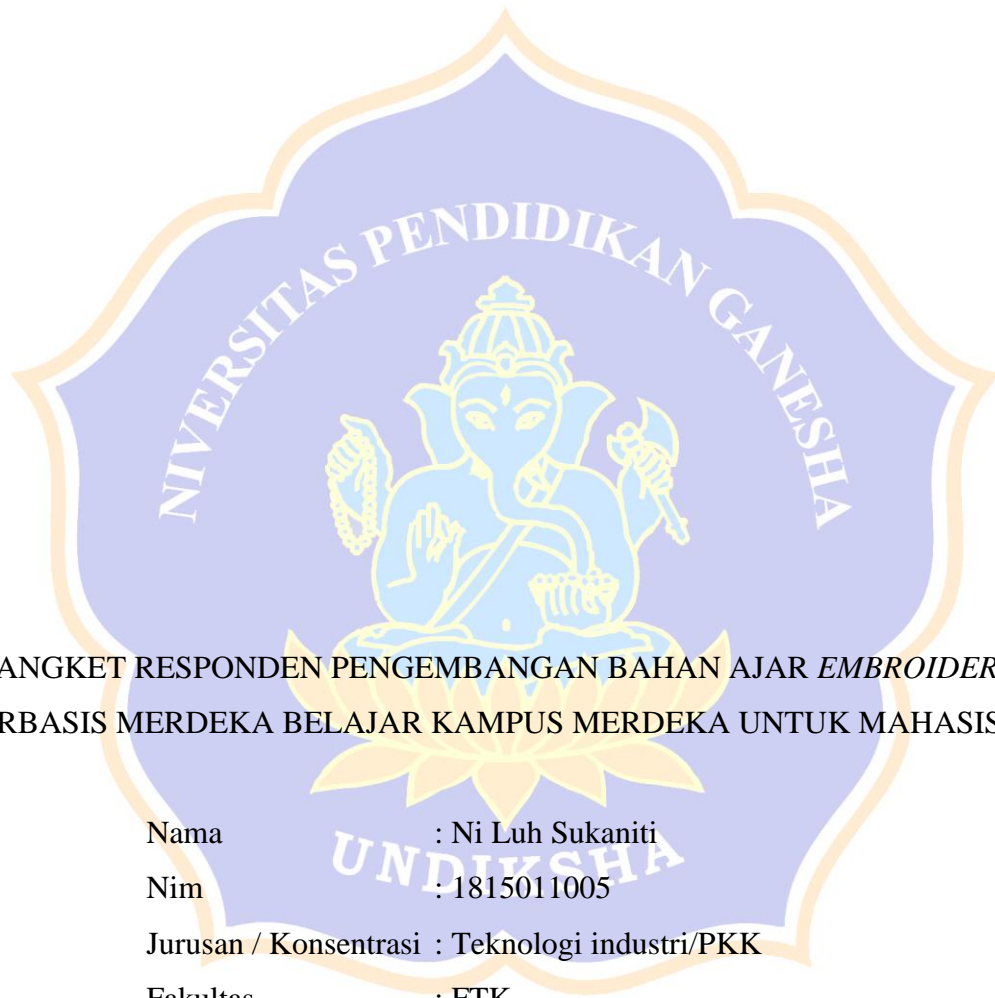 NIVERSITAS PENDIDIKAN GANESHA
ANGKET RESPONDEN PENGEMBANGAN BAHAN AJAR EMBROIDER
RBASIS MERDEKA BELAJAR KAMPUS MERDEKA UNTUK MAHASIS
Nama : Ni Luh Sukaniti
UNDIKSHA
Nim : 1815011005
Jurusan / Konsentrasi : Teknologi industri/PKK
Fakultas : FTK